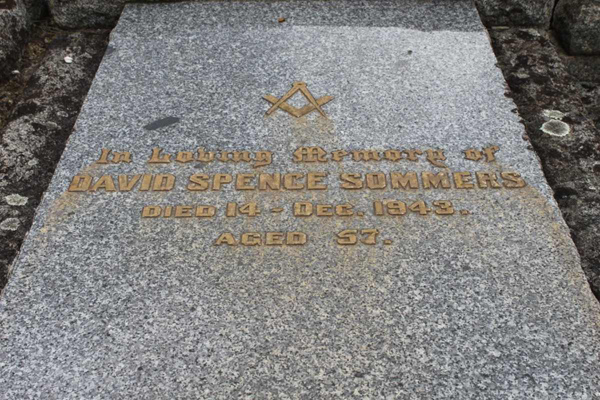 In Loving Memory of
DAVID SPENCE SOMMERS
DIED 14 - DEC. 1943.
AGED 57.